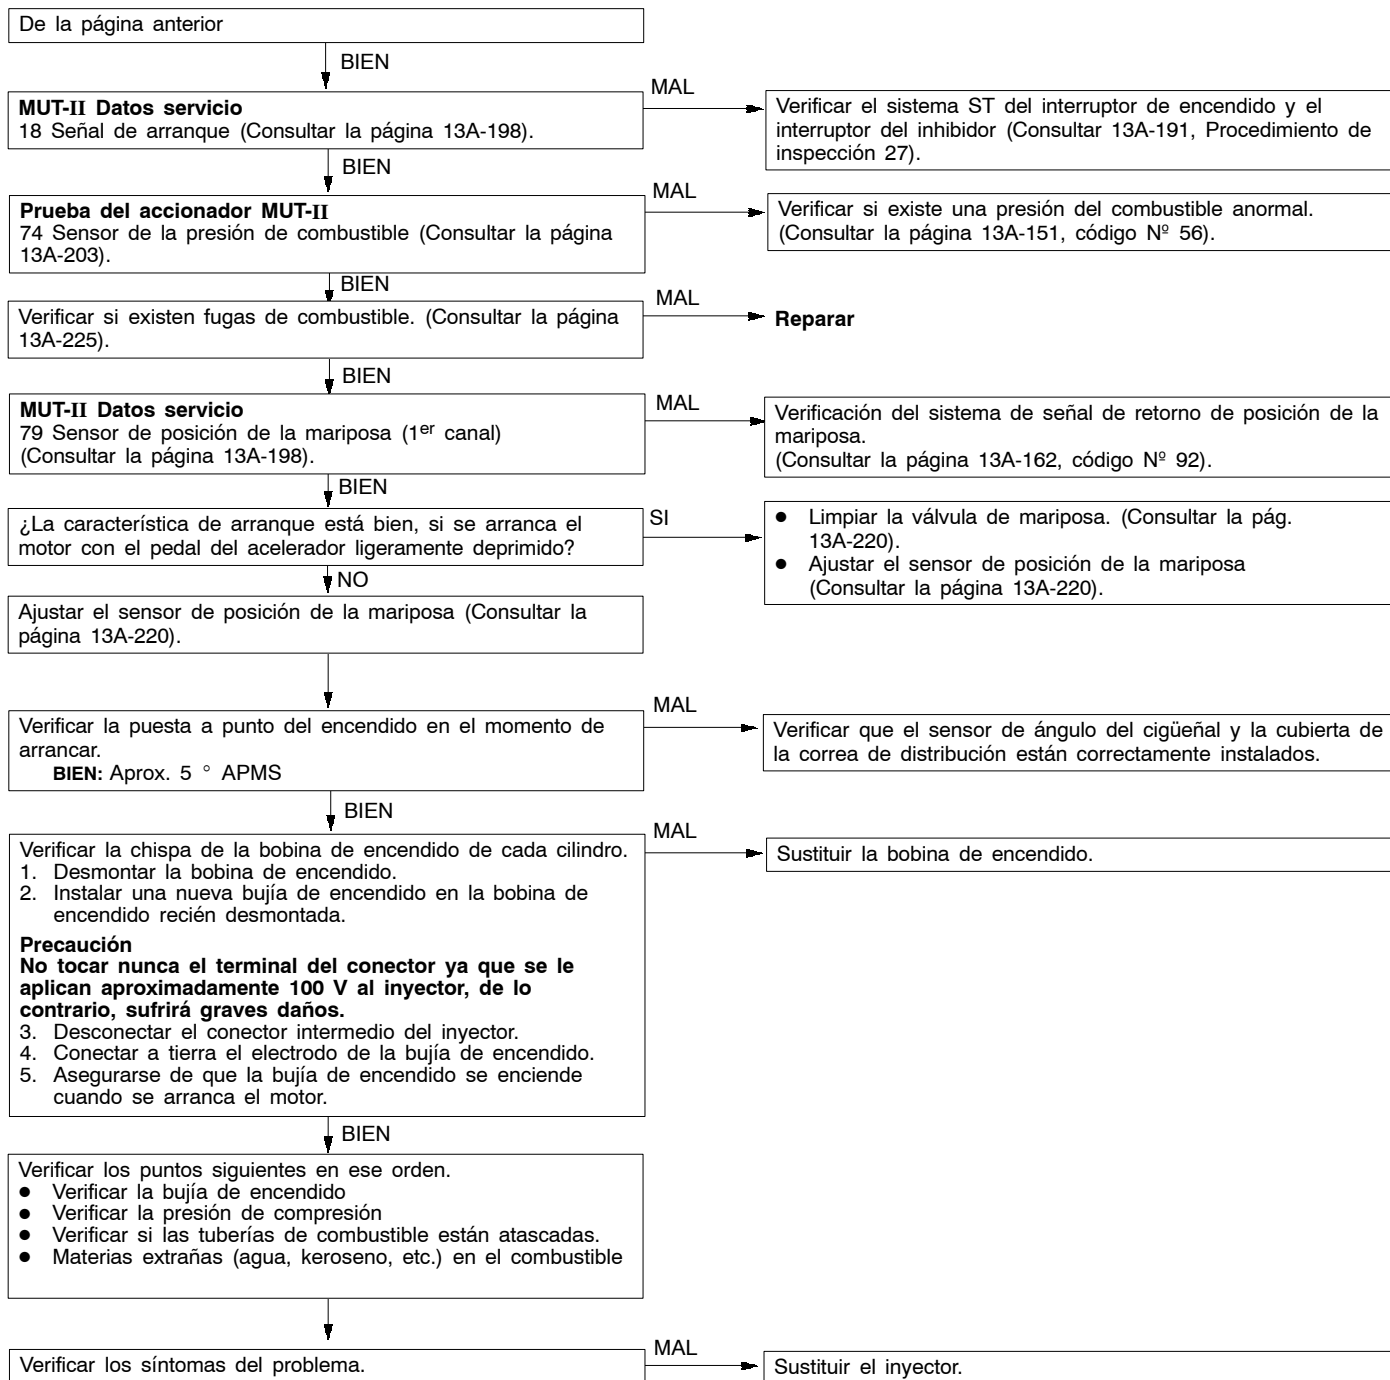 De la página anterior
BIEN
MUT-II Datos servicio
18 Señal de arranque (Consultar la página 13A-198).
MAL
Verificar el sistema ST del interruptor de encendido y el
interruptor del inhibidor (Consultar 13A-191, Procedimiento de
inspección 27).
BIEN
Prueba del accionador MUT-II
74 Sensor de la presión de combustible (Consultar la página
13A-203).
MAL
Verificar si existe una presión del combustible anormal.
(Consultar la página 13A-151, código Nº 56).
BIEN
Verificar si existen fugas de combustible. (Consultar la página
13A-225).
MAL
Reparar
BIEN
MUT-II Datos servicio
79 Sensor de posición de la mariposa (1er canal)
(Consultar la página 13A-198).
MAL
Verificación del sistema de señal de retorno de posición de la
mariposa.
(Consultar la página 13A-162, código Nº 92).
BIEN
¿La característica de arranque está bien, si se arranca el
motor con el pedal del acelerador ligeramente deprimido?
SI
● Limpiar la válvula de mariposa. (Consultar la pág.
13A-220).
● Ajustar el sensor de posición de la mariposa
(Consultar la página 13A-220).
NO
Ajustar el sensor de posición de la mariposa (Consultar la
página 13A-220).
Verificar la puesta a punto del encendido en el momento de
arrancar.
BIEN: Aprox. 5 ° APMS
MAL
Verificar que el sensor de ángulo del cigüeñal y la cubierta de
la correa de distribución están correctamente instalados.
BIEN
Verificar la chispa de la bobina de encendido de cada cilindro.
1. Desmontar la bobina de encendido.
2. Instalar una nueva bujía de encendido en la bobina de
encendido recién desmontada.
Precaución
No tocar nunca el terminal del conector ya que se le
aplican aproximadamente 100 V al inyector, de lo
contrario, sufrirá graves daños.
3. Desconectar el conector intermedio del inyector.
4. Conectar a tierra el electrodo de la bujía de encendido.
5. Asegurarse de que la bujía de encendido se enciende
cuando se arranca el motor.
MAL
Sustituir la bobina de encendido.
BIEN
Verificar los puntos siguientes en ese orden.
● Verificar la bujía de encendido
● Verificar la presión de compresión
● Verificar si las tuberías de combustible están atascadas.
● Materias extrañas (agua, keroseno, etc.) en el combustible
Verificar los síntomas del problema.
MAL
Sustituir el inyector.